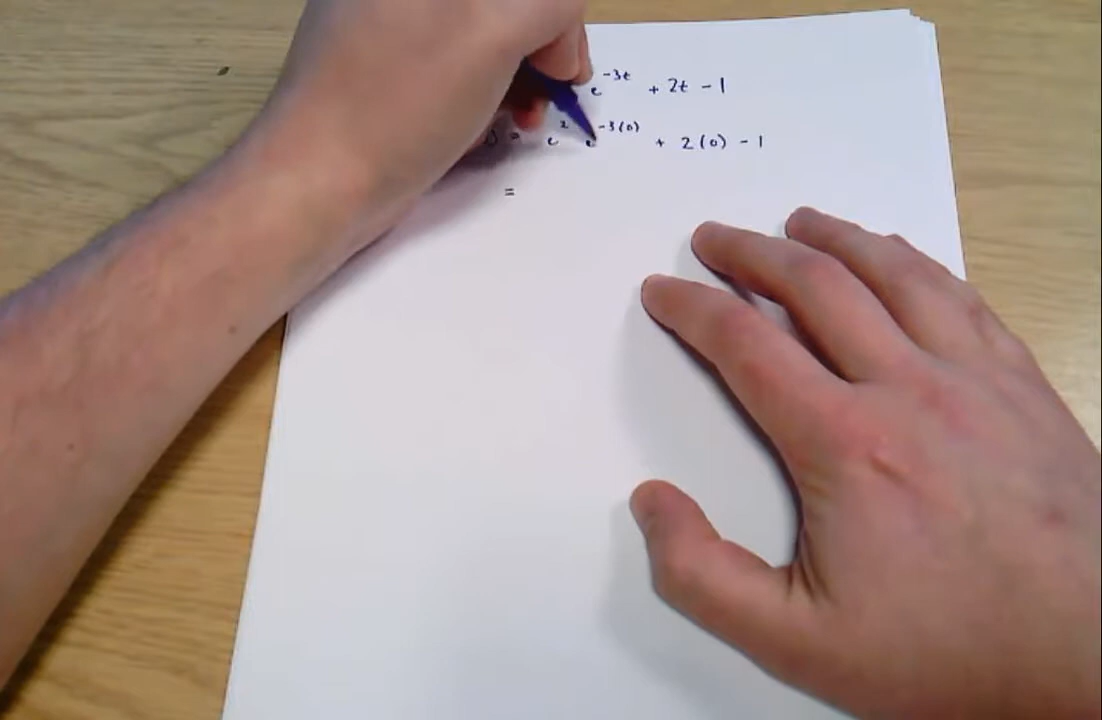 e^{-3t} + 2t - 1
) = e^2 e^{-3(0)} + 2(0) - 1
=